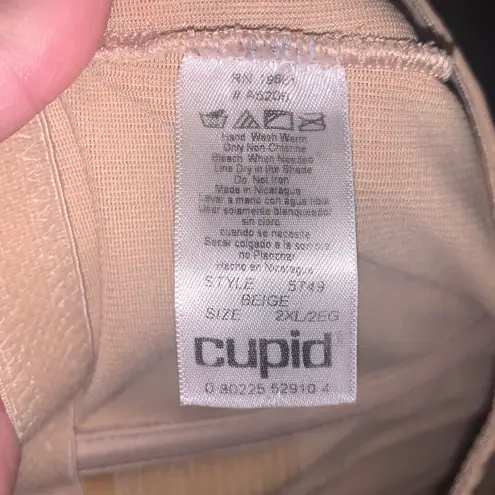 RN 19661
# A5206
Hand Wash Warm
Only Non-Chlorine
Bleach When Needed
Line Dry in the Shade
Do Not Iron
Made in Nicaragua
Lavar a mano con agua tibia
Usar solamente blanqueador
sin cloro
cuando se necesite
Secar colgado a la sombra
no Planchar
Hecho en Nicaragua
STYLE 5749
BEIGE
SIZE 2XL/2EG
cupid
0 80225 52910 4